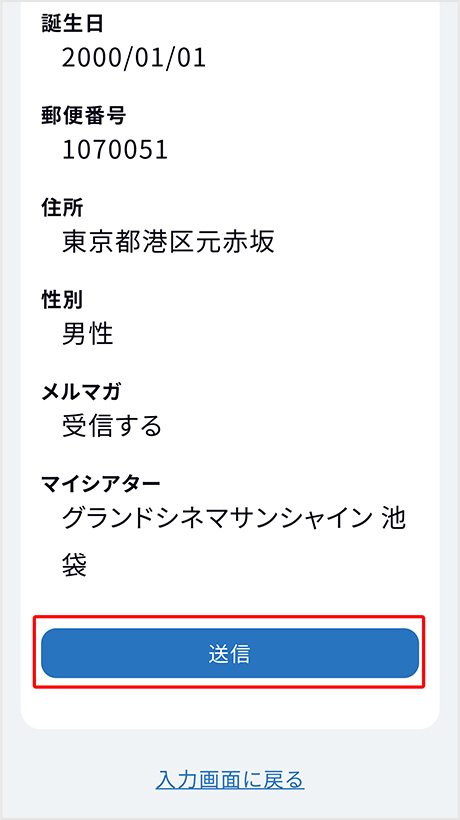 誕生日
2000/01/01
郵便番号
1070051
住所
東京都港区元赤坂
性別
男性
メルマガ
受信する
マイシアター
グランドシネマサンシャイン 池
袋
送信
入力画面に戻る